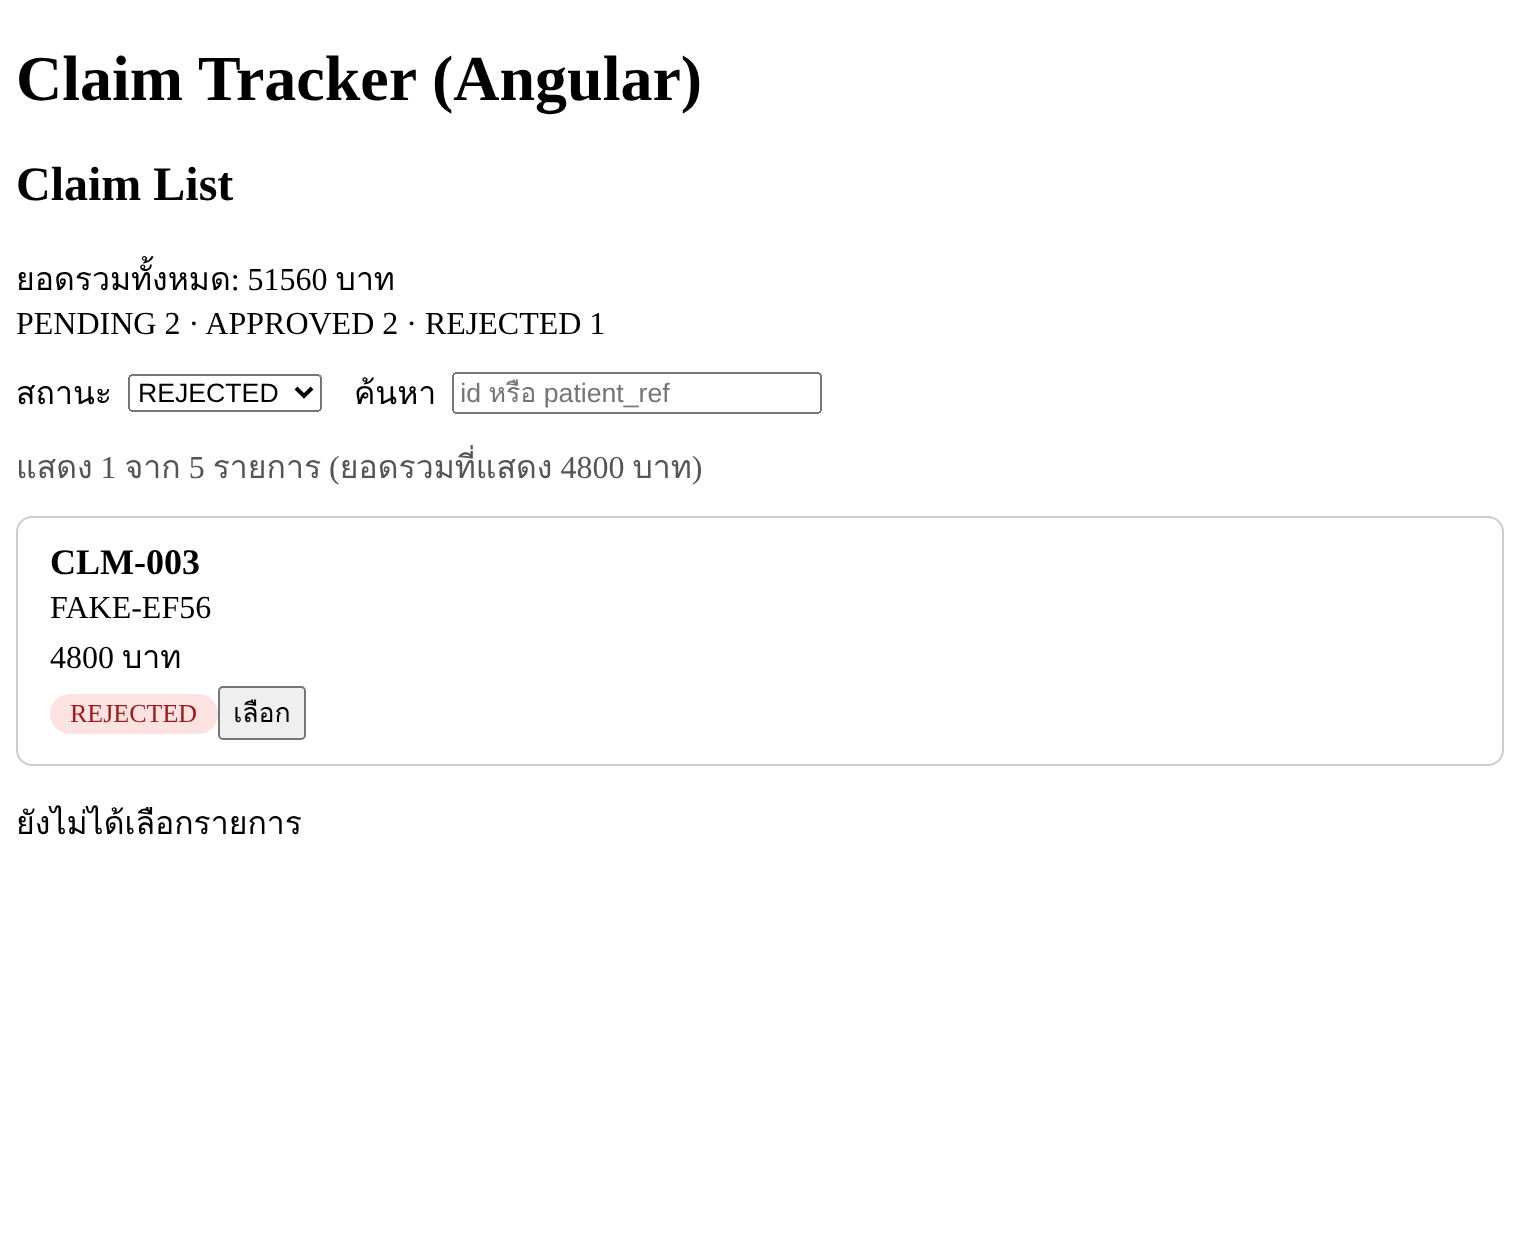 Claim Tracker (Angular)
Claim List
ยอดรวมทั้งหมด: 51560 บาท
PENDING 2 · APPROVED 2 · REJECTED 1
สถานะ REJECTED ค้นหา id หรือ patient_ref
แสดง 1 จาก 5 รายการ (ยอดรวมที่แสดง 4800 บาท)
CLM-003
FAKE-EF56
4800 บาท
REJECTED เลือก
ยังไม่ได้เลือกรายการ